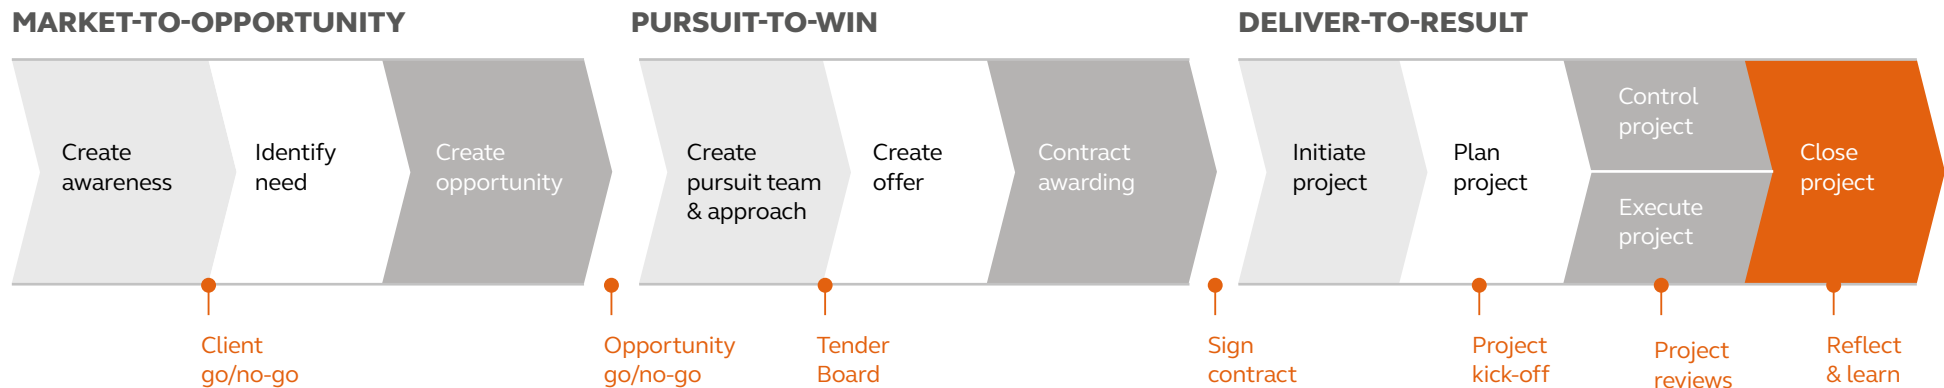 MARKET-TO-OPPORTUNITY
Create
awareness
Identify
need
Create
opportunity
Client
go/no-go
Opportunity
go/no-go
PURSUIT-TO-WIN
Create
pursuit team
& approach
Create
offer
Contract
awarding
Tender
Board
Sign
contract
DELIVER-TO-RESULT
Initiate
project
Plan
project
Control
project
Execute
project
Close
project
Project
kick-off
Project
reviews
Reflect
& learn